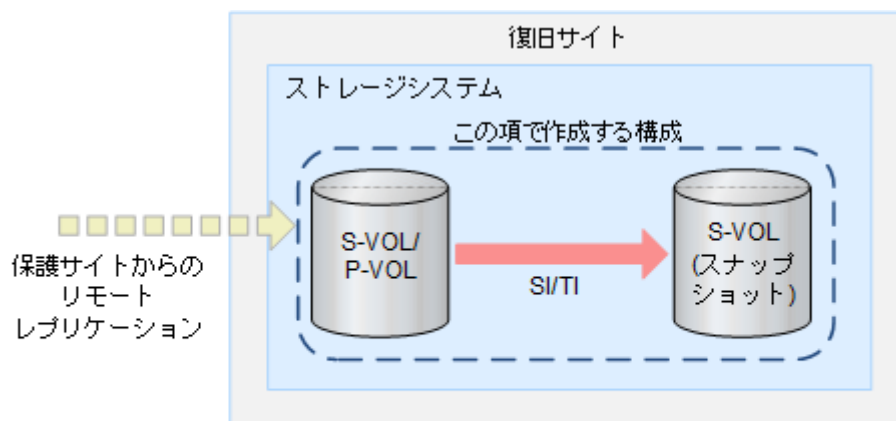 復旧サイト
ストレージシステム
この項で作成する構成
S-VOL/
P-VOL
SI/TI
S-VOL
(スナップ
ショット)
保護サイトからの
リモート
レプリケーション